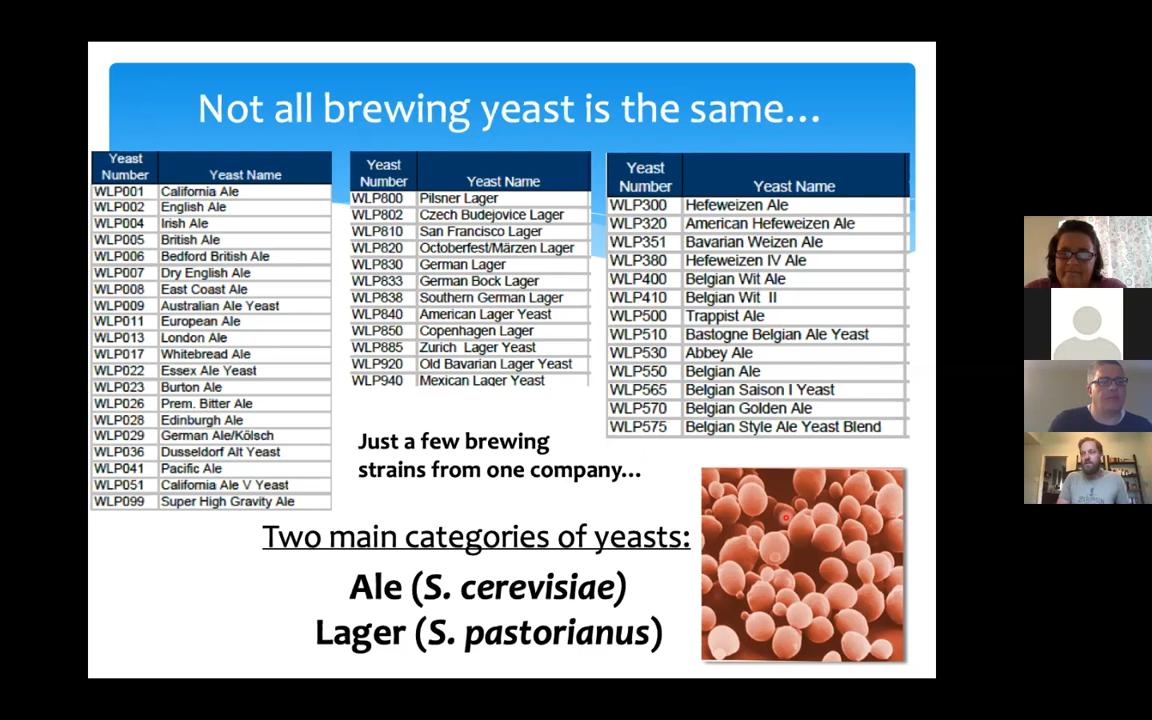 Not all brewing yeast is the same...
Yeast Number Yeast Name
WLP001 California Ale
WLP002 English Ale
WLP004 Irish Ale
WLP005 British Ale
WLP006 Bedford British Ale
WLP007 Dry English Ale
WLP008 East Coast Ale
WLP009 Australian Ale Yeast
WLP011 European Ale
WLP013 London Ale
WLP017 Whitebread Ale
WLP022 Essex Ale Yeast
WLP023 Burton Ale
WLP026 Prem. Bitter Ale
WLP028 Edinburgh Ale
WLP029 German Ale/Kölsch
WLP036 Dusseldorf Alt Yeast
WLP041 Pacific Ale
WLP051 California Ale V Yeast
WLP099 Super High Gravity Ale
Yeast Number Yeast Name
WLP800 Pilsner Lager
WLP802 Czech Budejovice Lager
WLP810 San Francisco Lager
WLP820 Octoberfest/Märzen Lager
WLP830 German Lager
WLP833 German Bock Lager
WLP838 Southern German Lager
WLP840 American Lager Yeast
WLP850 Copenhagen Lager
WLP885 Zurich Lager Yeast
WLP920 Old Bavarian Lager Yeast
WLP940 Mexican Lager Yeast
Yeast Number Yeast Name
WLP300 Hefeweizen Ale
WLP320 American Hefeweizen Ale
WLP351 Bavarian Weizen Ale
WLP380 Hefeweizen IV Ale
WLP400 Belgian Wit Ale
WLP410 Belgian Wit II
WLP500 Trappist Ale
WLP510 Bastogne Belgian Ale Yeast
WLP530 Abbey Ale
WLP550 Belgian Ale
WLP565 Belgian Saison I Yeast
WLP570 Belgian Golden Ale
WLP575 Belgian Style Ale Yeast Blend
Just a few brewing
strains from one company...
Two main categories of yeasts:
Ale (S. cerevisiae)
Lager (S. pastorianus)